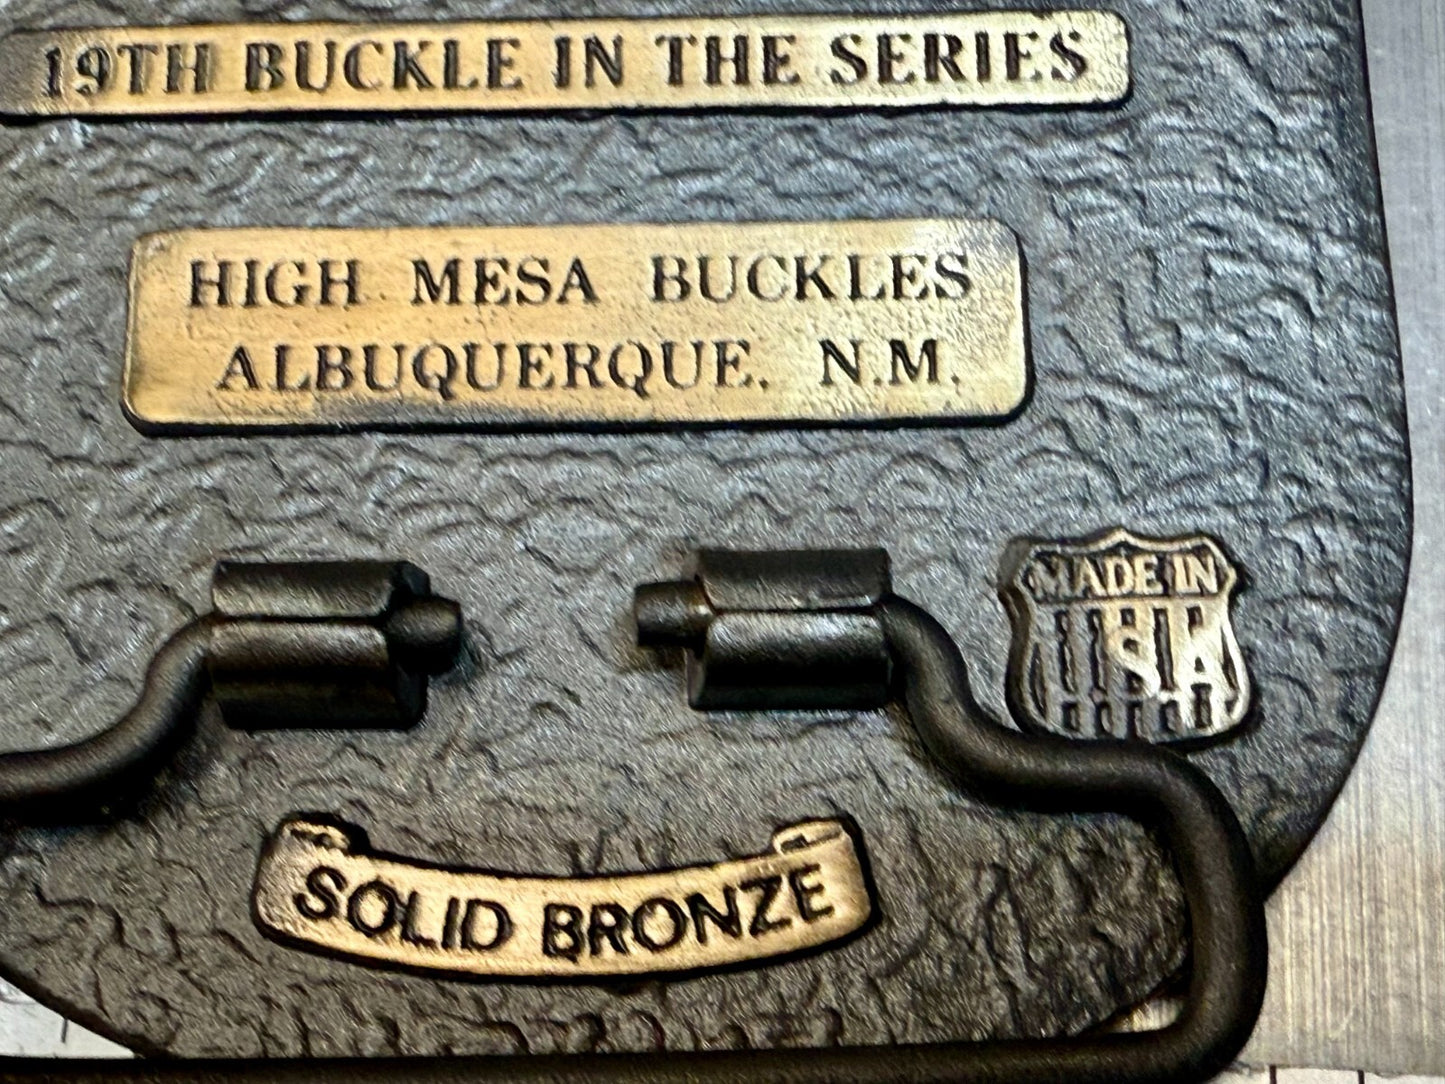 19TH BUCKLE IN THE SERIES
HIGH MESA BUCKLES
ALBUQUERQUE, N.M.
MADE IN
USA
SOLID BRONZE